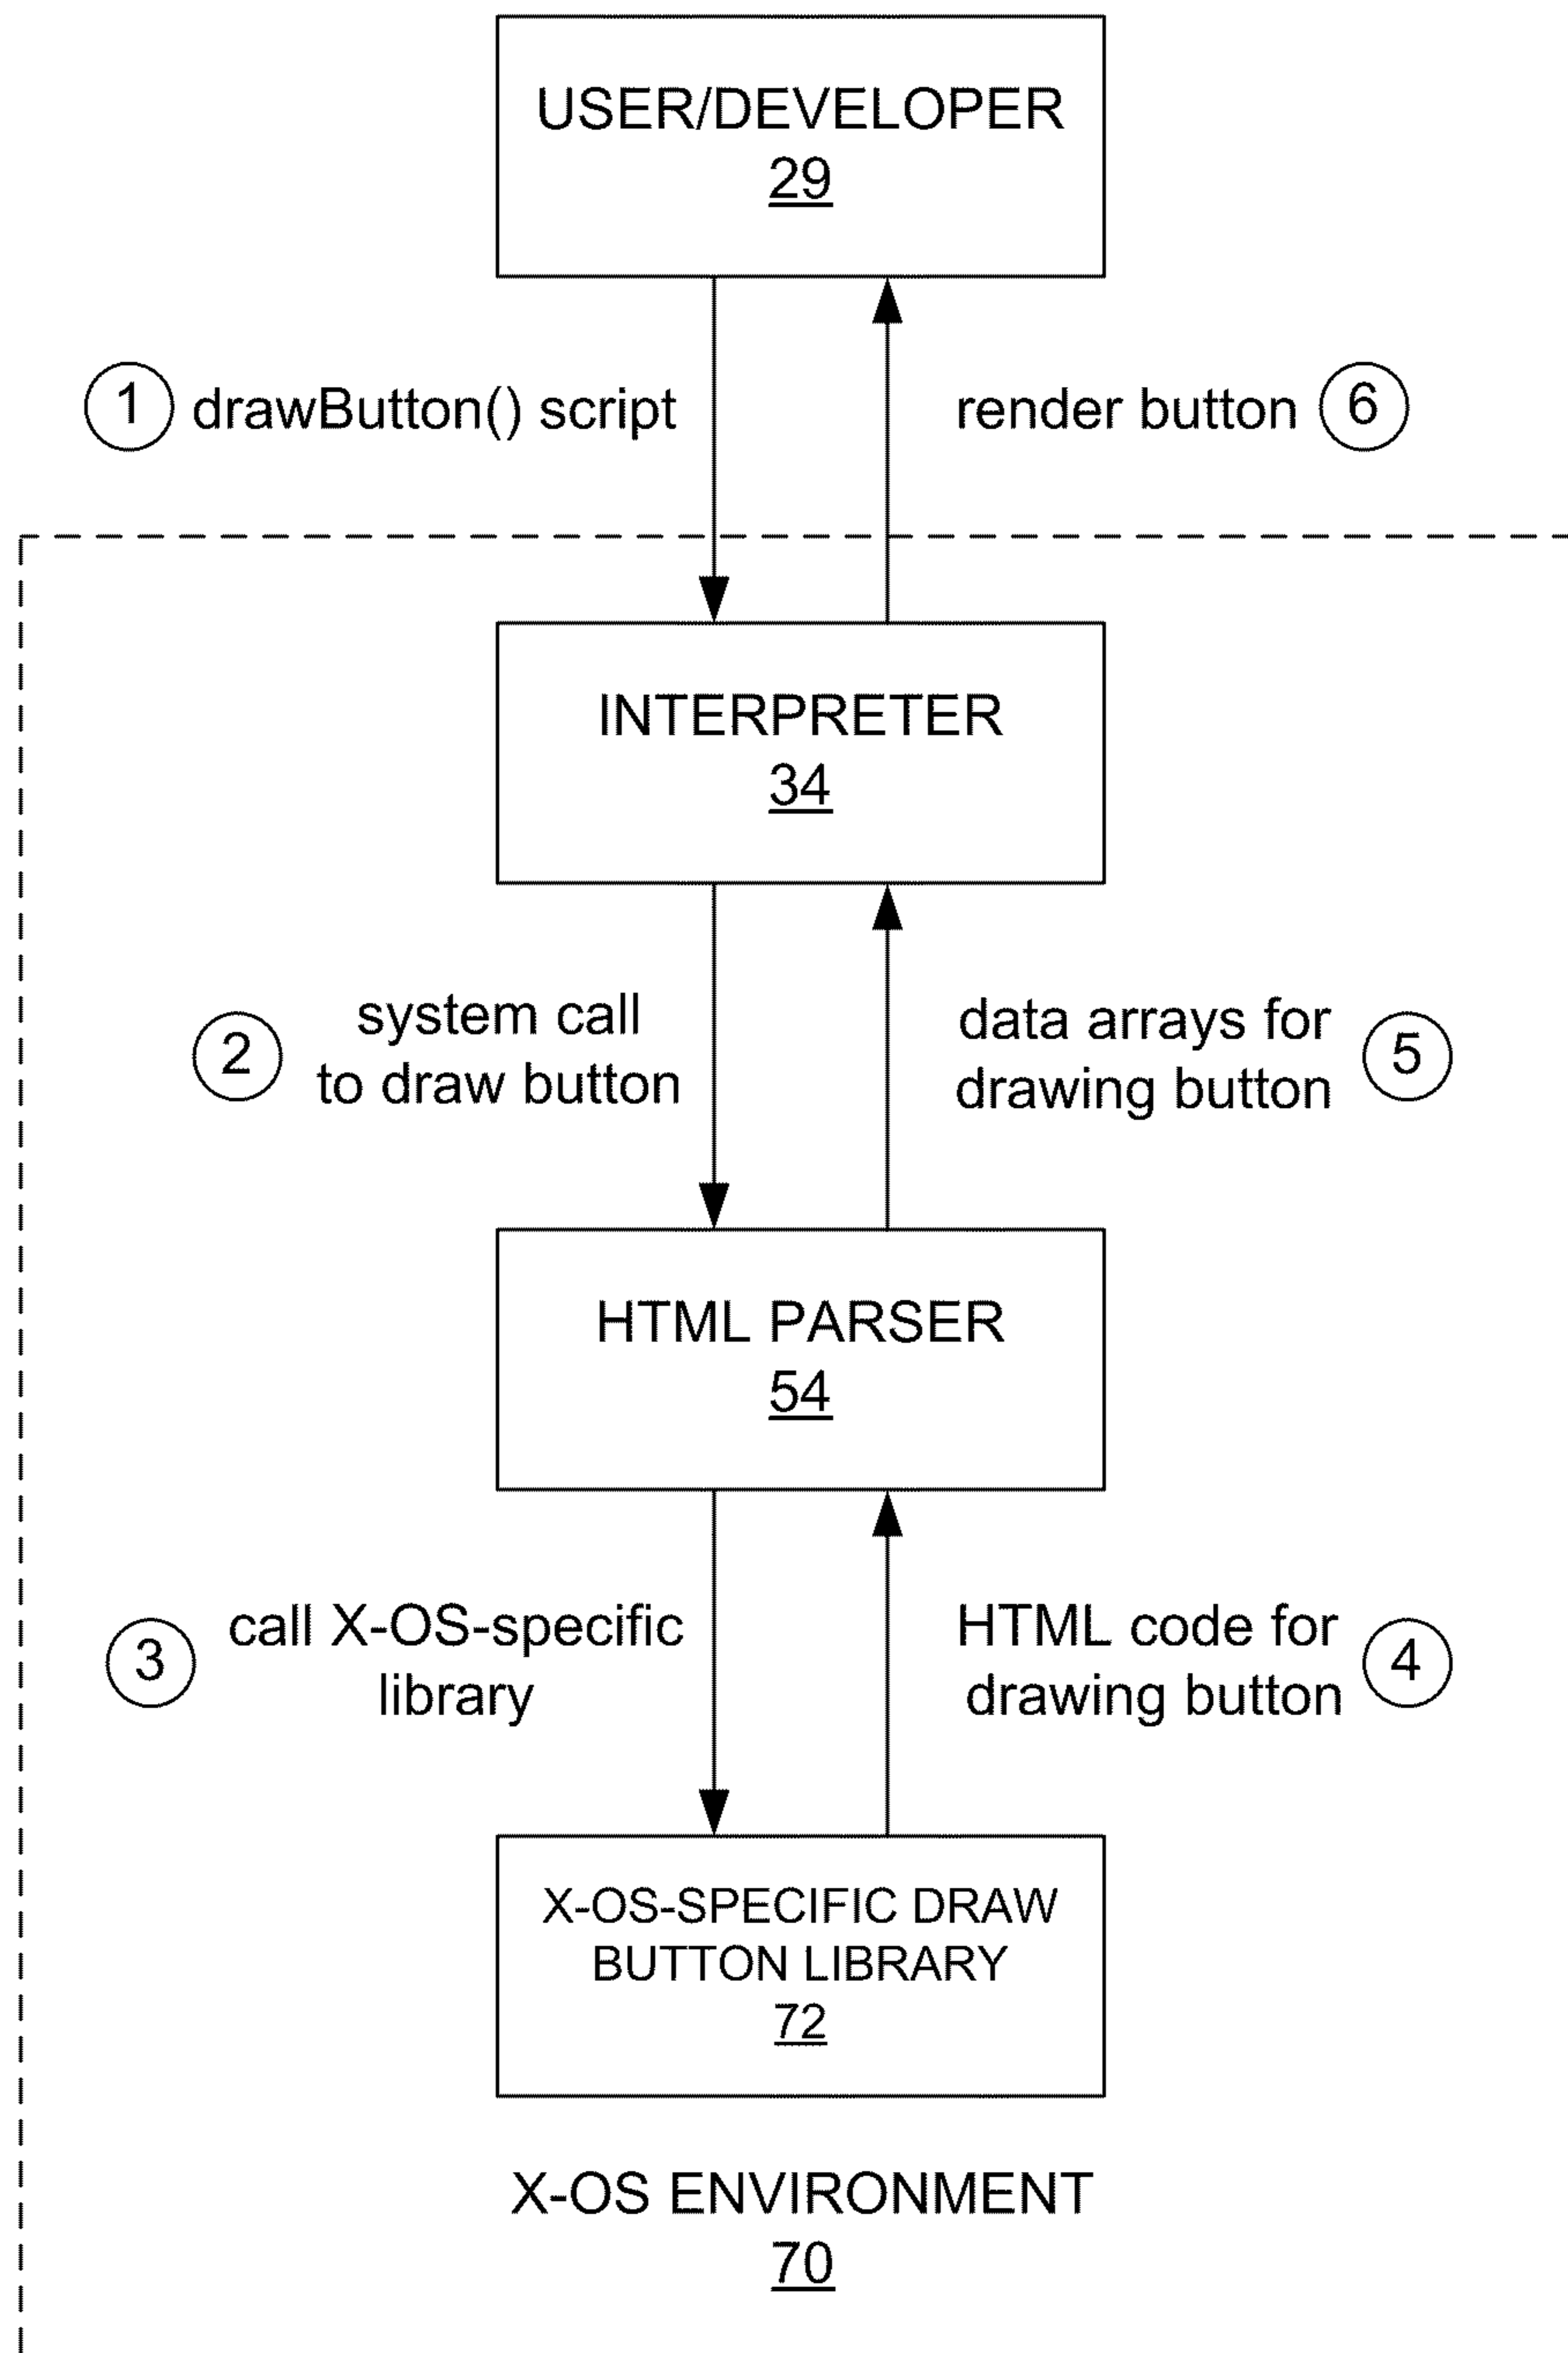 USER/DEVELOPER
29
1 drawButton() script
render button 6
INTERPRETER
34
2
system call
to draw button
data arrays for
drawing button
5
HTML PARSER
54
3
call X-OS-specific
library
HTML code for
drawing button
4
X-OS-SPECIFIC DRAW
BUTTON LIBRARY
72
X-OS ENVIRONMENT
70